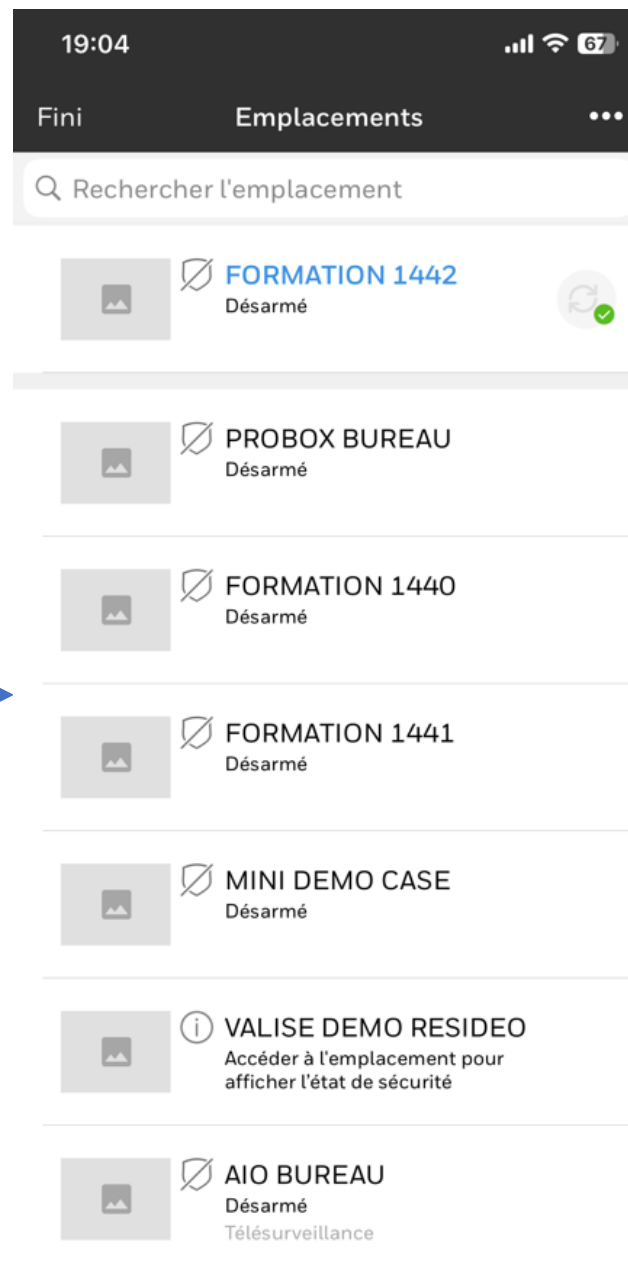 19:04
67
Fini
Emplacements
Rechercher l'emplacement
FORMATION 1442
Désarmé
PROBOX BUREAU
Désarmé
FORMATION 1440
Désarmé
FORMATION 1441
Désarmé
MINI DEMO CASE
Désarmé
VALISE DEMO RESIDEO
Accéder à l'emplacement pour
afficher l'état de sécurité
AIO BUREAU
Désarmé
Télésurveillance